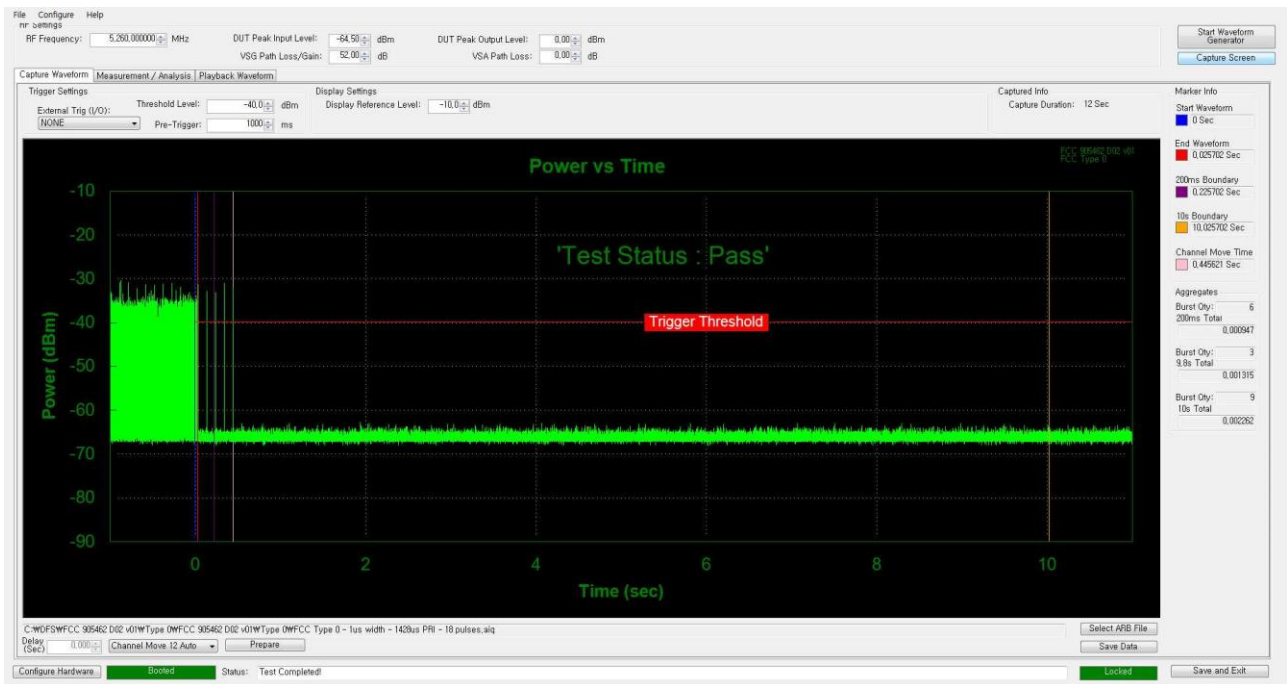 File Configure Help
RF Settings
RF Frequency: 5,260,000000 MHz DUT Peak Input Level: -64,50 dBm DUT Peak Output Level: 0,00 dBm
VSG Path Loss/Gain: 52,00 dB VSA Path Loss: 0,00 dB
Start Waveform
Generator
Capture Screen
Capture Waveform Measurement / Analysis Playback Waveform
Trigger Settings
External Trig (I/O):
NONE
Threshold Level: -40,0 dBm
Pre-Trigger: 1000 ms
Display Settings
Display Reference Level: -10,0 dBm
Captured Info
Capture Duration: 12 Sec
Power vs Time
FCC 905462 D02 v01
FCC Type 0
'Test Status : Pass'
Trigger Threshold
Power (dBm)
-10
-20
-30
-40
-50
-60
-70
-80
-90
0 2 4 6 8 10
Time (sec)
Marker Info
Start Waveform
0 Sec
End Waveform
0,025702 Sec
200ms Boundary
0,225702 Sec
10s Boundary
10,025702 Sec
Channel Move Time
0,445621 Sec
Aggregates
Burst Qty: 6
200ms Total
0,000947
Burst Qty: 3
9,8s Total
0,001315
Burst Qty: 9
10s Total
0,002262
C:₩DFS₩FCC 905462 D02 v01₩Type 0₩FCC 905462 D02 v01₩Type 0₩FCC Type 0 - 1us width - 1428us PRI - 18 pulses,aiq
Select ARB File
Delay
(Sec) 0,000 Channel Move 12 Auto Prepare
Save Data
Configure Hardware Booted Status: Test Completed! Locked Save and Exit